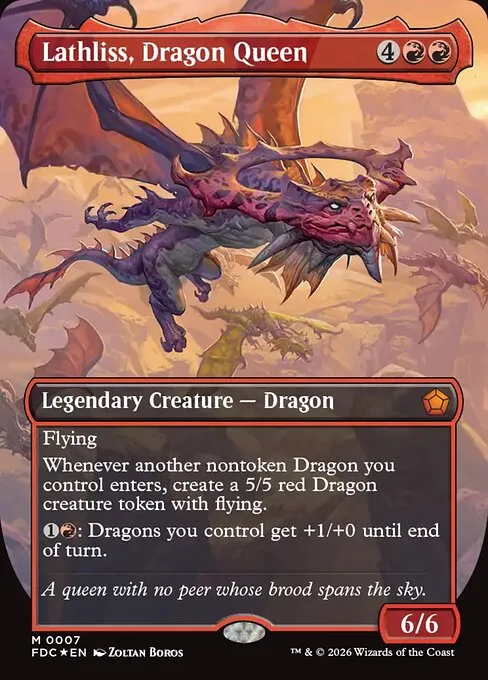 Lathliss, Dragon Queen 4
Legendary Creature — Dragon
Flying
Whenever another nontoken Dragon you
control enters, create a 5/5 red Dragon
creature token with flying.
1: Dragons you control get +1/+0 until end
of turn.
A queen with no peer whose brood spans the sky.
6/6
M 0007
FDC★EN Zoltan Boros
™ & © 2026 Wizards of the Coast